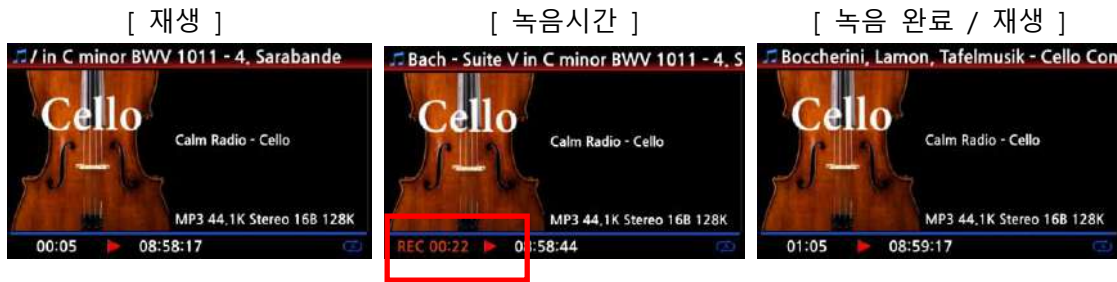 [ 재생 ]
[ 녹음시간 ]
[ 녹음 완료 / 재생 ]
/ in C minor BWV 1011 - 4, Sarabande
Cello
Calm Radio - Cello
MP3 44.1K Stereo 16B 128K
00:05 08:58:17
Bach - Suite V in C minor BWV 1011 - 4, S
Cello
Calm Radio - Cello
MP3 44.1K Stereo 16B 128K
REC 00:22 08:58:44
Boccherini, Lamon, Tafelmusik - Cello Con
Cello
Calm Radio - Cello
MP3 44.1K Stereo 16B 128K
01:05 08:59:17